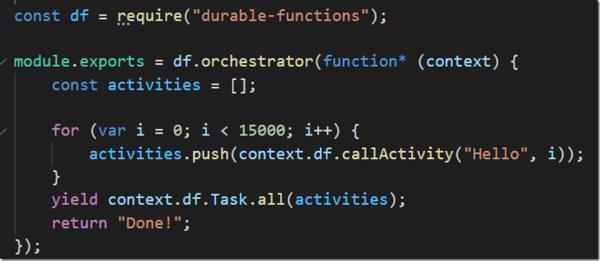 const df = require("durable-functions");
module.exports = df.orchestrator(function* (context) {
    const activities = [];
    for (var i = 0; i < 15000; i++) {
        activities.push(context.df.callActivity("Hello", i));
    }
    yield context.df.Task.all(activities);
    return "Done!";
});